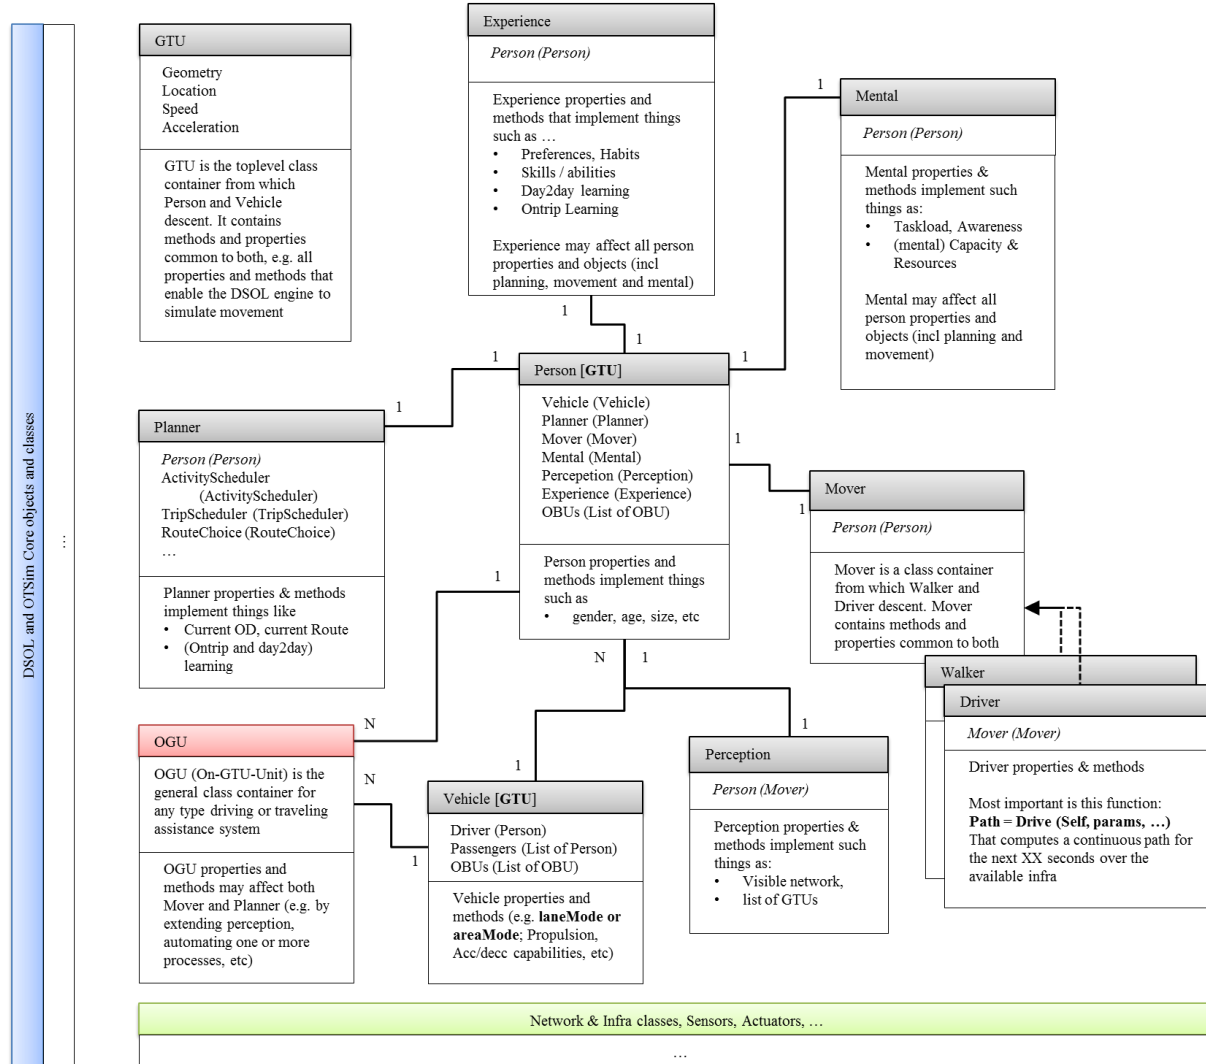 DSOL and OTSim Core objects and classes
…
GTU
Geometry
Location
Speed
Acceleration
GTU is the toplevel class
container from which
Person and Vehicle
descent. It contains
methods and properties
common to both, e.g. all
properties and methods that
enable the DSOL engine to
simulate movement
Experience
Person (Person)
Experience properties and
methods that implement things
such as …
• Preferences, Habits
• Skills / abilities
• Day2day learning
• Ontrip Learning
Experience may affect all person
properties and objects (incl
planning, movement and mental)
1
1
1
Mental
Person (Person)
Mental properties &
methods implement such
things as:
• Taskload, Awareness
• (mental) Capacity &
Resources
Mental may affect all
person properties and
objects (incl planning and
movement)
1
1
1
Person [GTU]
Vehicle (Vehicle)
Planner (Planner)
Mover (Mover)
Mental (Mental)
Percepetion (Perception)
Experience (Experience)
OBUs (List of OBU)
Person properties and
methods implement things
such as
• gender, age, size, etc
1
1
1
N
1
Planner
Person (Person)
ActivityScheduler
(ActivityScheduler)
TripScheduler (TripScheduler)
RouteChoice (RouteChoice)
…
Planner properties & methods
implement things like
• Current OD, current Route
• (Ontrip and day2day)
learning
Mover
Person (Person)
Mover is a class container
from which Walker and
Driver descent. Mover
contains methods and
properties common to both
Walker
Driver
Mover (Mover)
Driver properties & methods
Most important is this function:
Path = Drive (Self, params, …)
That computes a continuous path for
the next XX seconds over the
available infra
N
OGU
OGU (On-GTU-Unit) is the
general class container for
any type driving or traveling
assistance system
OGU properties and
methods may affect both
Mover and Planner (e.g. by
extending perception,
automating one or more
processes, etc)
N
1
1
Vehicle [GTU]
Driver (Person)
Passengers (List of Person)
OBUs (List of OBU)
Vehicle properties and
methods (e.g. laneMode or
areaMode; Propulsion,
Acc/decc capabilities, etc)
1
Perception
Person (Mover)
Perception properties &
methods implement such
things as:
• Visible network,
• list of GTUs
Network & Infra classes, Sensors, Actuators, …
…